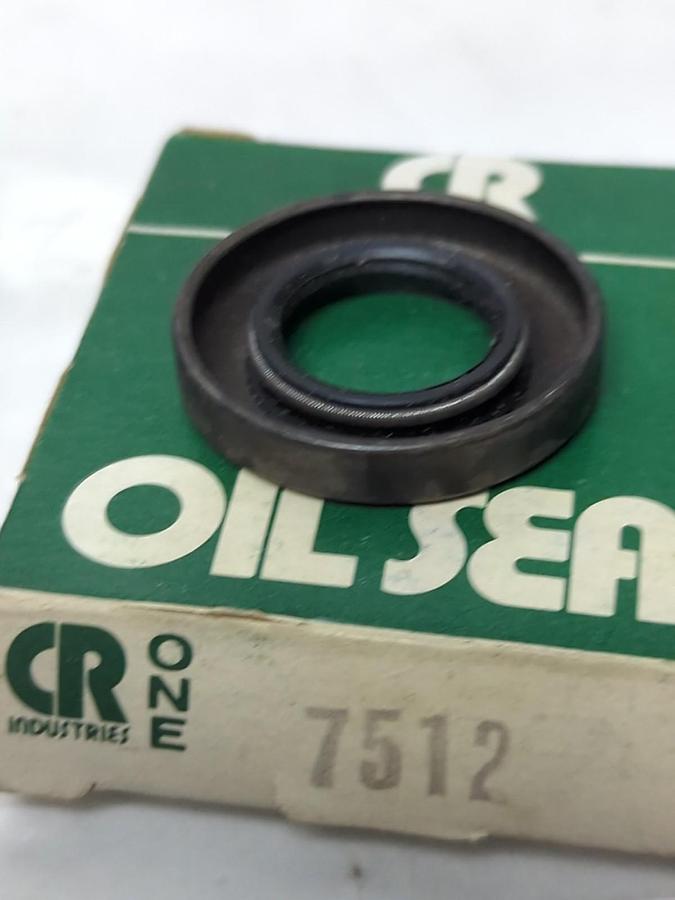 CR
OIL SEA
CR
INDUSTRIES
ONE
7512